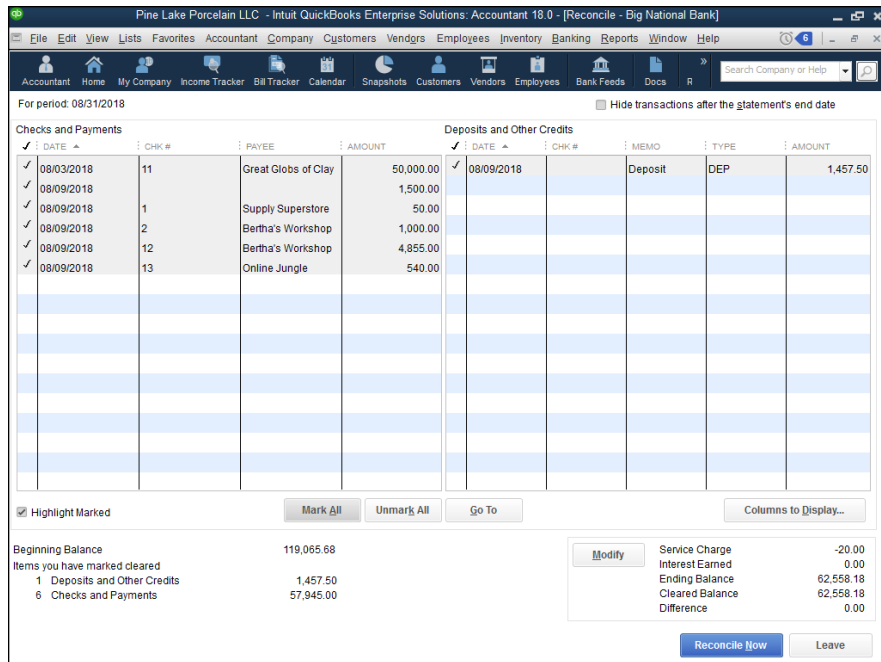 qb Pine Lake Porcelain LLC - Intuit QuickBooks Enterprise Solutions: Accountant 18.0 - [Reconcile - Big National Bank]
File Edit View Lists Favorites Accountant Company Customers Vendors Employees Inventory Banking Reports Window Help 6
Accountant Home My Company Income Tracker Bill Tracker Calendar Snapshots Customers Vendors Employees Bank Feeds Docs R » Search Company or Help
31
For period: 08/31/2018 Hide transactions after the statement's end date
Checks and Payments Deposits and Other Credits
✓ DATE CHK # PAYEE AMOUNT ✓ DATE CHK # MEMO TYPE AMOUNT
✓ 08/03/2018 11 Great Globs of Clay 50,000.00 ✓ 08/09/2018 Deposit DEP 1,457.50
✓ 08/09/2018 1,500.00
✓ 08/09/2018 1 Supply Superstore 50.00
✓ 08/09/2018 2 Bertha's Workshop 1,000.00
✓ 08/09/2018 12 Bertha's Workshop 4,855.00
✓ 08/09/2018 13 Online Jungle 540.00
Highlight Marked Mark All Unmark All Go To Columns to Display...
Beginning Balance 119,065.68
Items you have marked cleared
1 Deposits and Other Credits 1,457.50
6 Checks and Payments 57,945.00
Modify Service Charge -20.00
Interest Earned 0.00
Ending Balance 62,558.18
Cleared Balance 62,558.18
Difference 0.00
Reconcile Now Leave